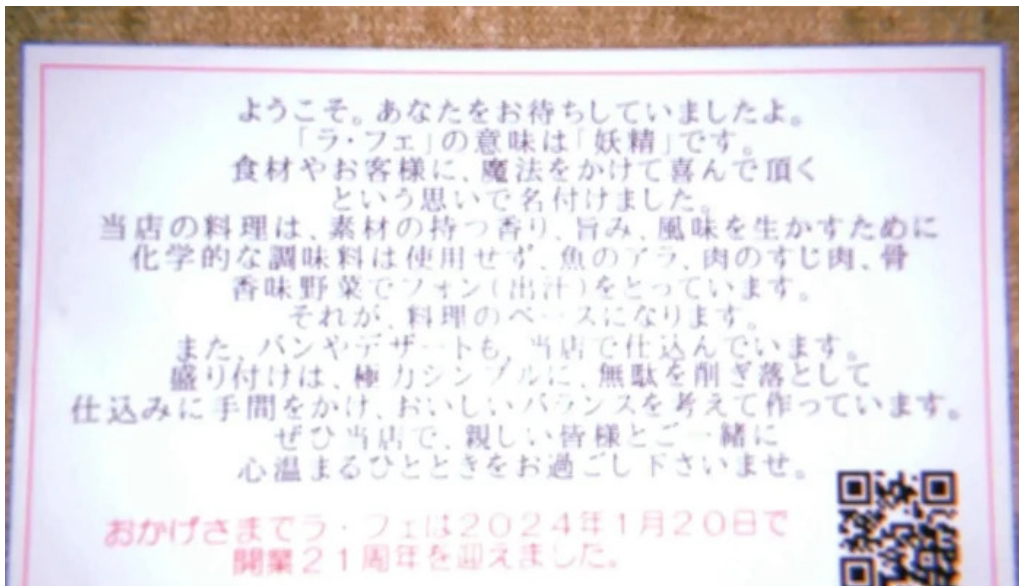 ようこそ。あなたをお待ちしていましたよ。
「ラ・フェ」の意味は「妖精」です。
食材やお客様に、魔法をかけて喜んで頂く
という思いで名付けました。
当店の料理は、素材の持つ香り、旨み、風味を生かすために
化学的な調味料は使用せず、魚のアラ、肉のすじ肉、骨
香味野菜でフォン(出汁)をとっています。
それが、料理のベースになります。
また、パンやデザートも、当店で仕込んでいます。
盛り付けは、極力シンプルに、無駄を削ぎ落として
仕込みに手間をかけ、おいしいバランスを考えて作っています。
ぜひ当店で、親しい皆様とご一緒に
心温まるひとときをお過ごし下さいませ。
おかげさまでラ・フェは2024年1月20日で
開業21周年を迎えました。